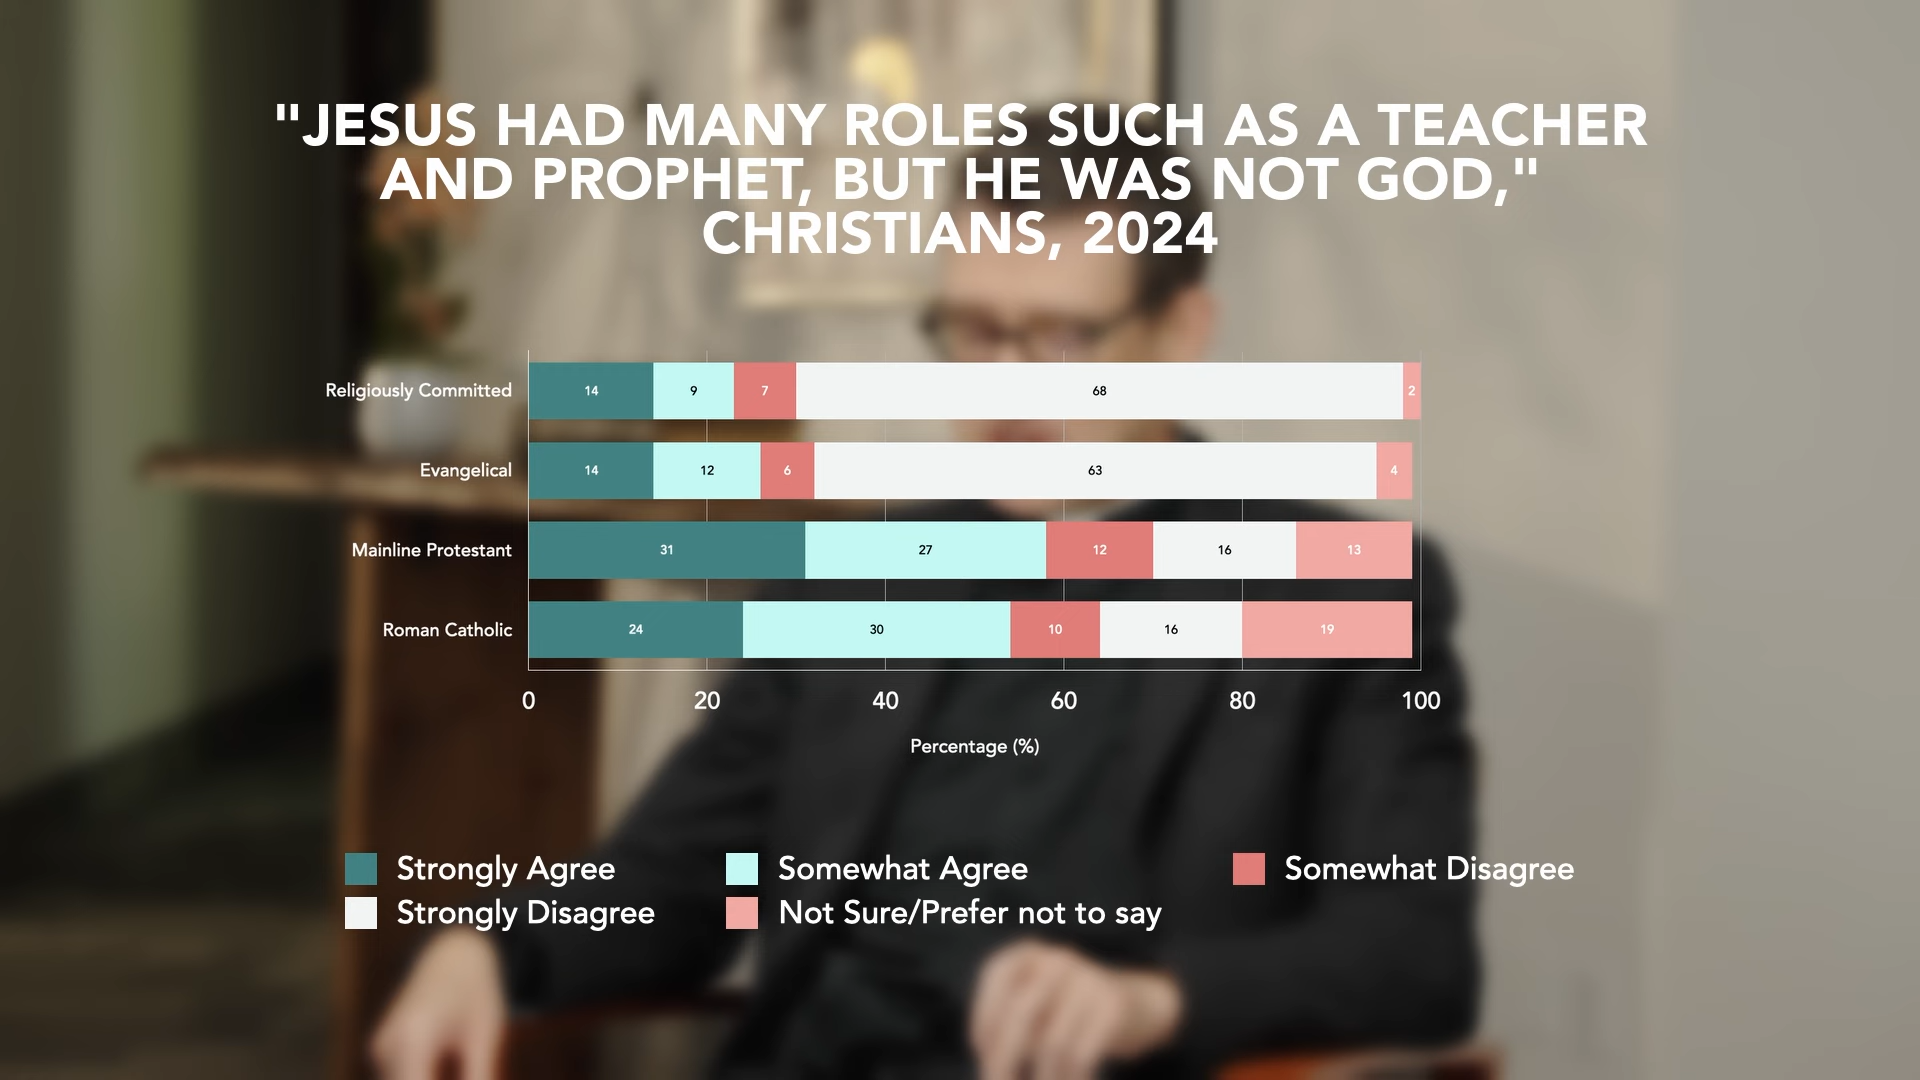 "JESUS HAD MANY ROLES SUCH AS A TEACHER
AND PROPHET, BUT HE WAS NOT GOD,"
CHRISTIANS, 2024
Religiously Committed 14 9 7 68 2
Evangelical 14 12 6 63 4
Mainline Protestant 31 27 12 16 13
Roman Catholic 24 30 10 16 19
0 20 40 60 80 100
Percentage (%)
Strongly Agree Somewhat Agree Somewhat Disagree
Strongly Disagree Not Sure/Prefer not to say